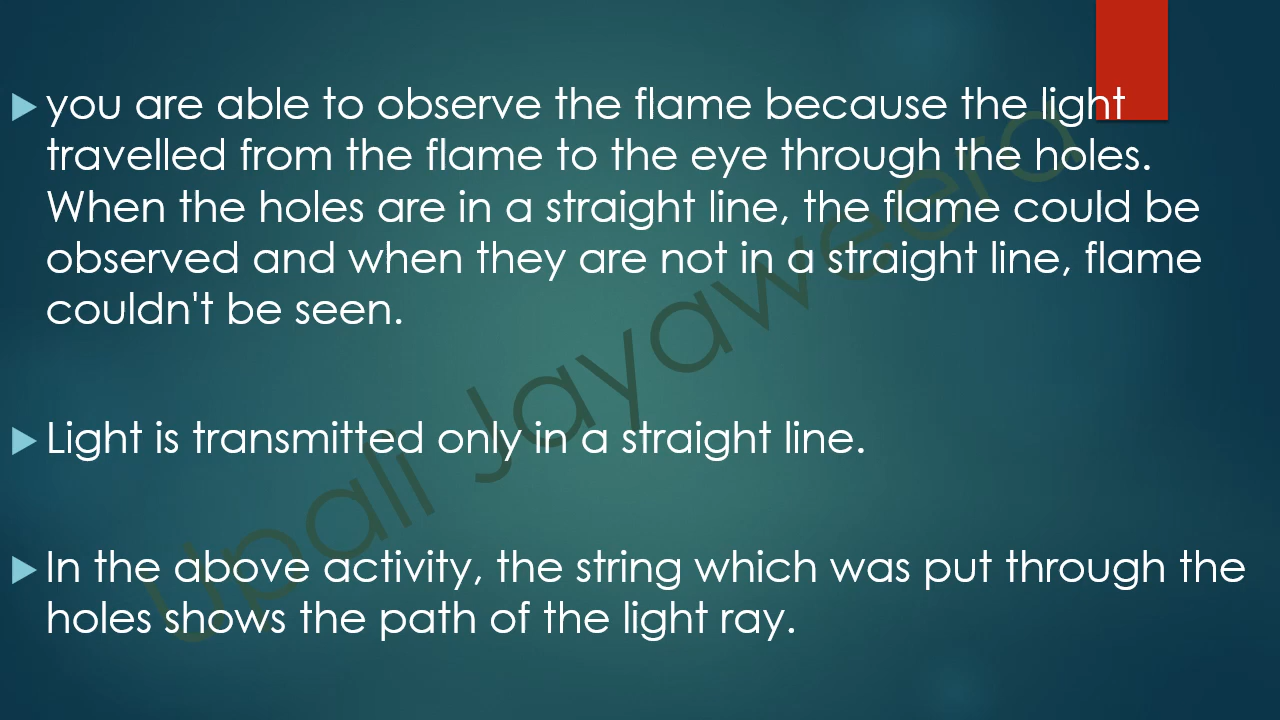 you are able to observe the flame because the light
travelled from the flame to the eye through the holes.
When the holes are in a straight line, the flame could be
observed and when they are not in a straight line, flame
couldn't be seen.
Light is transmitted only in a straight line.
In the above activity, the string which was put through the
holes shows the path of the light ray.
Upali Jayaweera